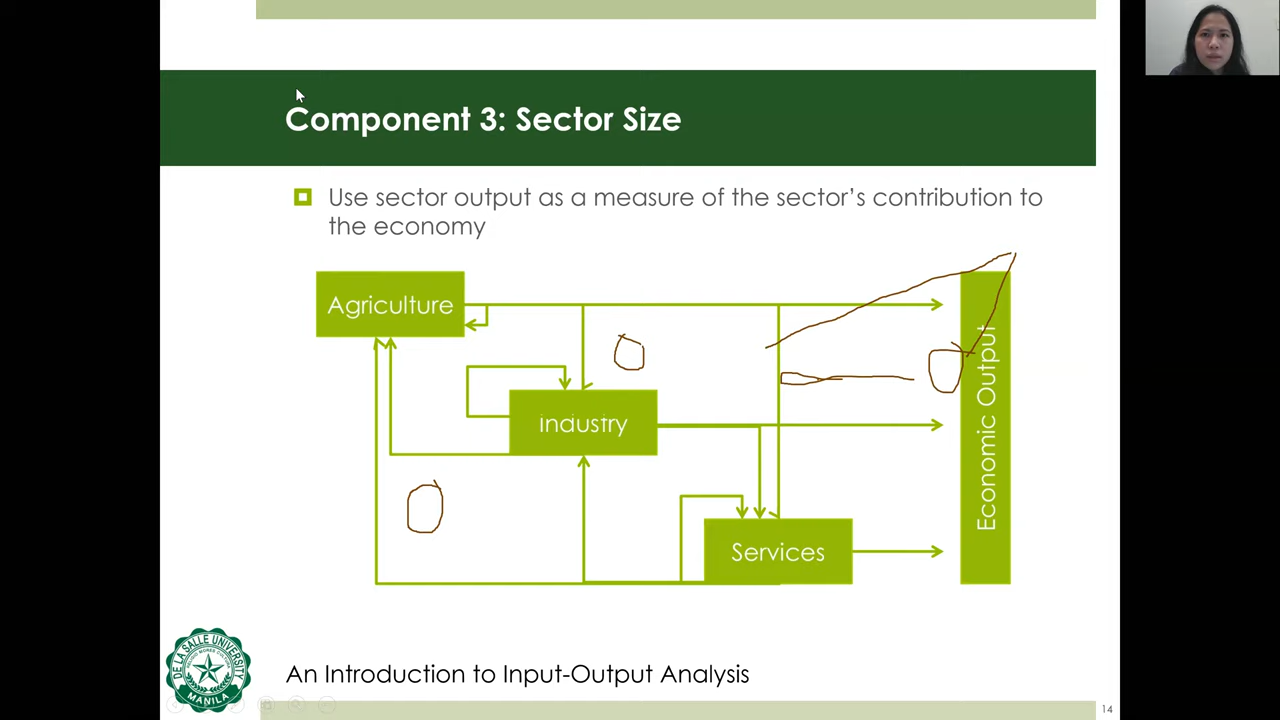 Component 3: Sector Size
Use sector output as a measure of the sector's contribution to
the economy
Agriculture
Industry
Services
Economic Output
DE LA SALLE UNIVERSITY
MANILA
An Introduction to Input-Output Analysis
14